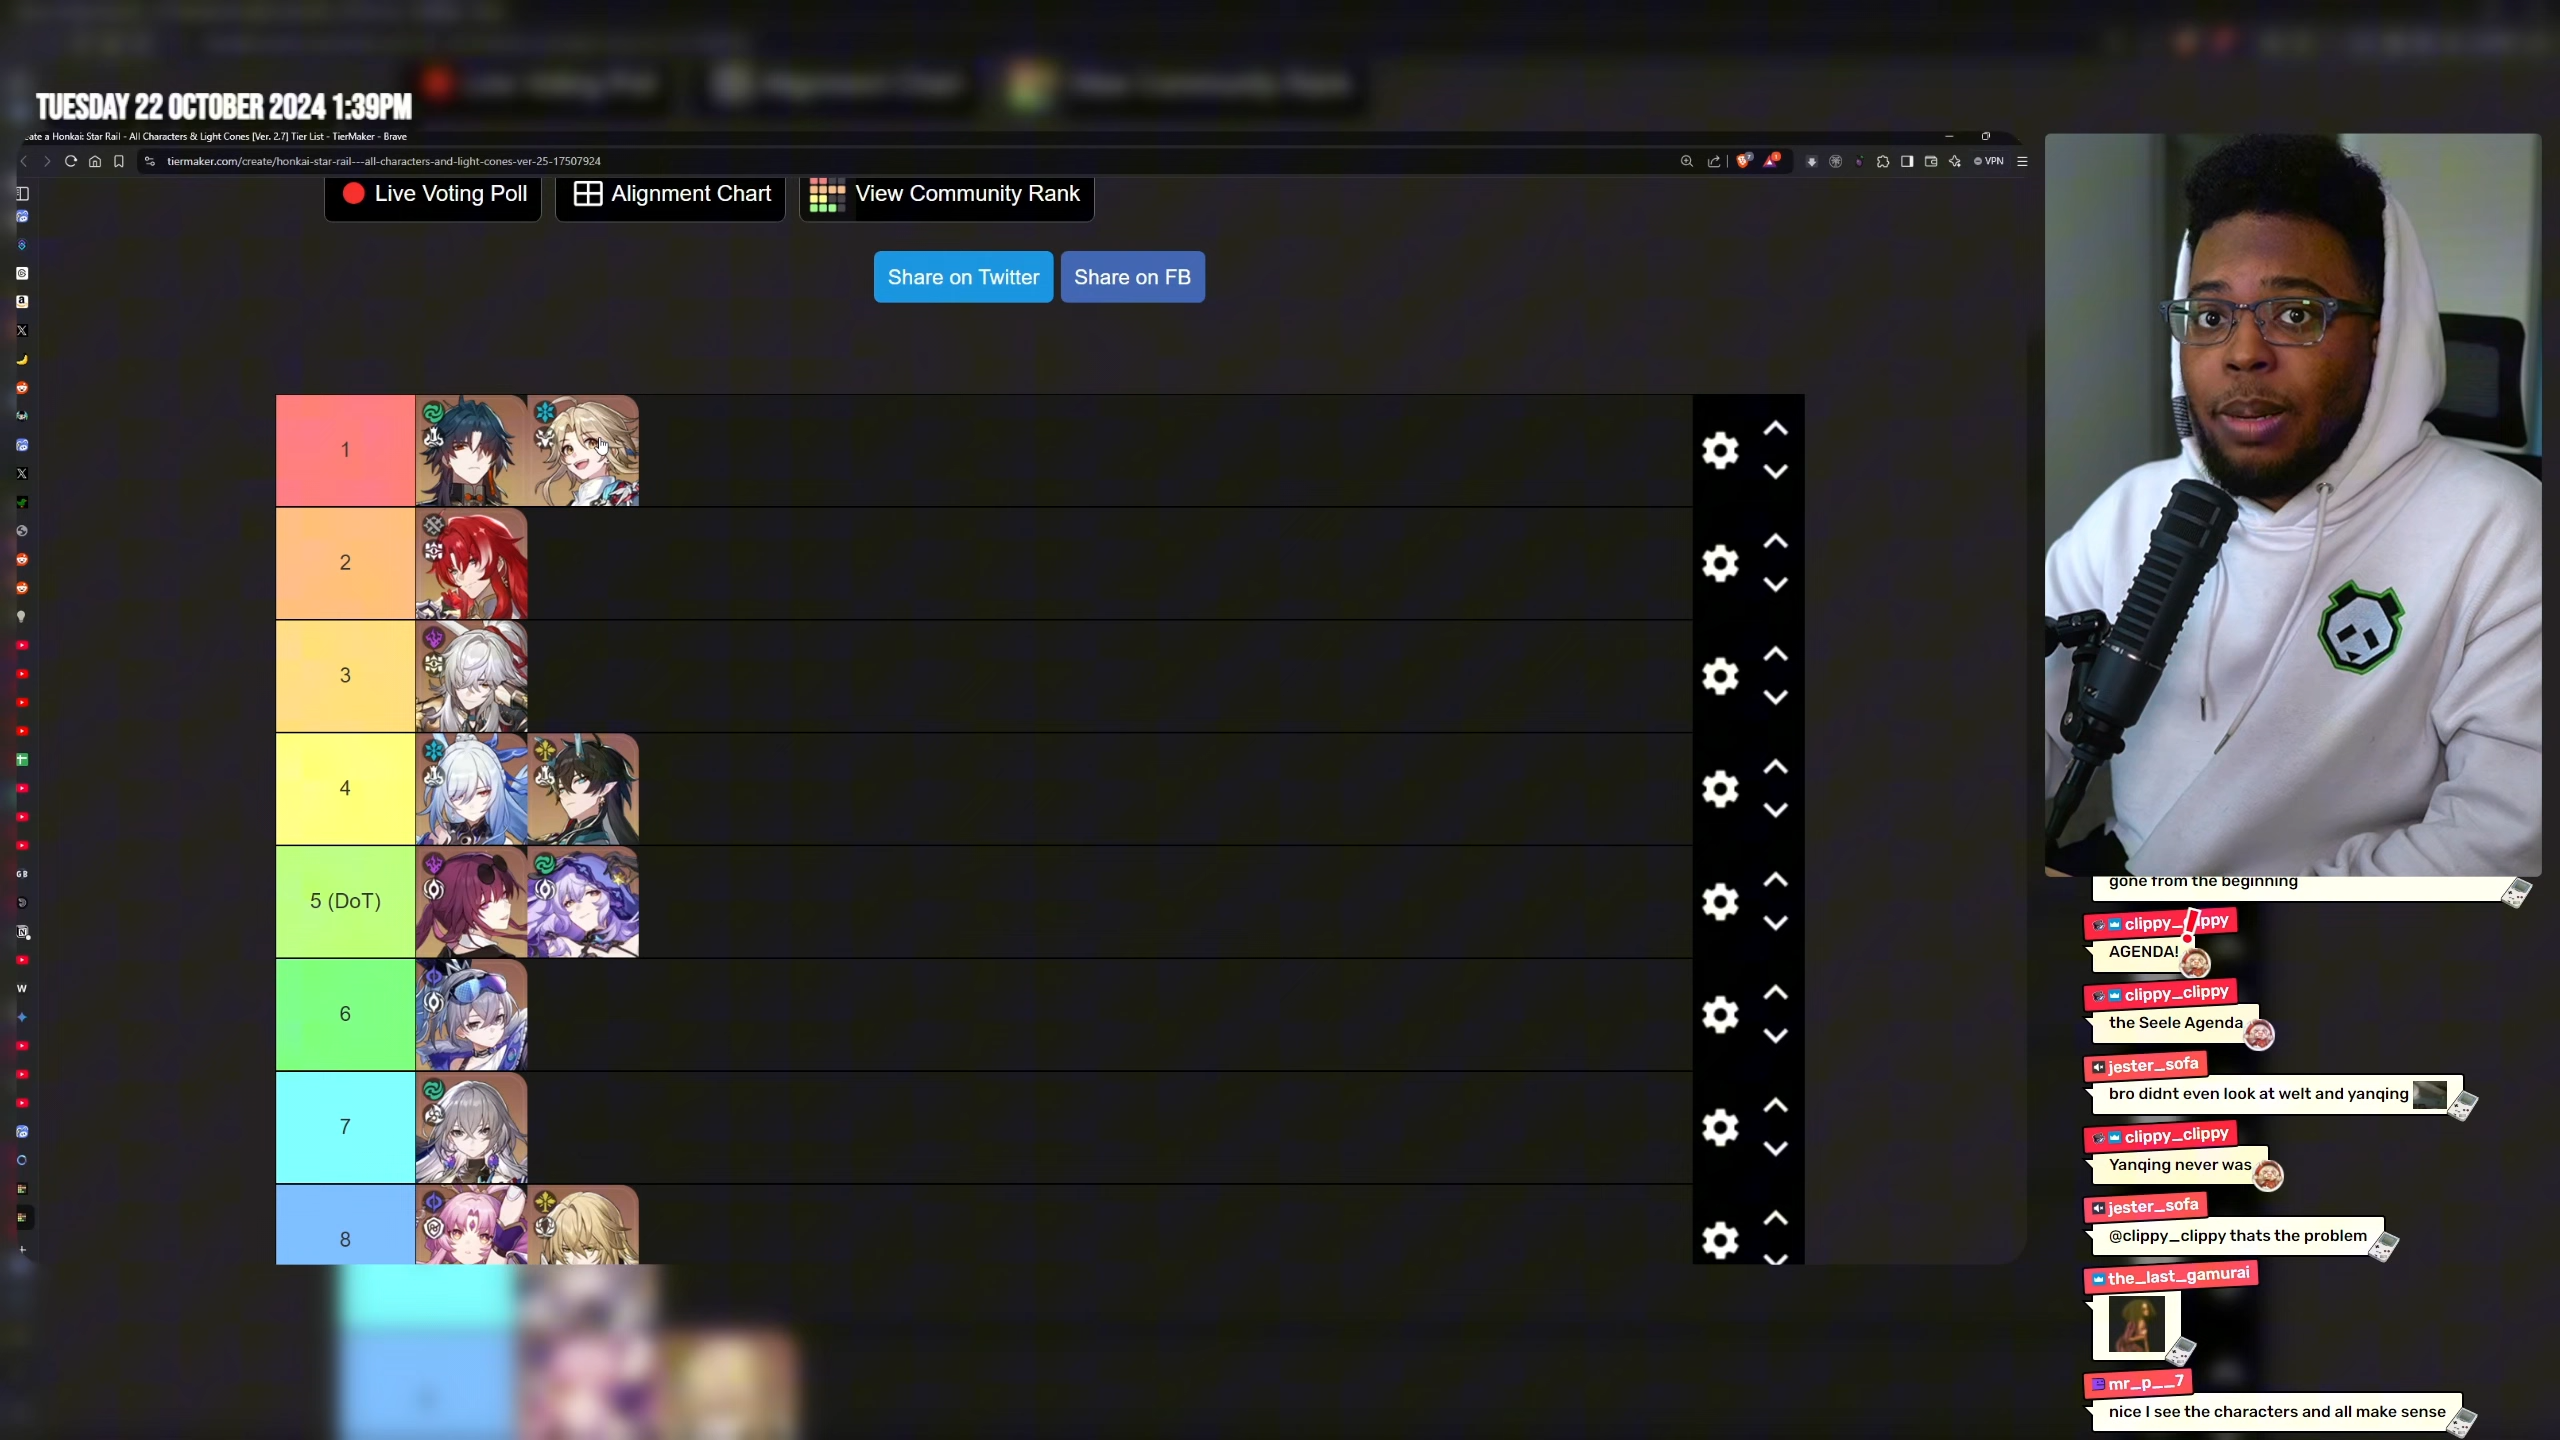 TUESDAY 22 OCTOBER 2024 1:39PM
ate a Honkai: Star Rail - All Characters & Light Cones [Ver. 2.7] Tier List - TierMaker - Brave
tiermaker.com/create/honkai-star-rail---all-characters-and-light-cones-ver-25-17507924
VPN
Live Voting Poll
Alignment Chart
View Community Rank
Share on Twitter
Share on FB
1
2
3
4
5 (DoT)
6
7
8
gone from the beginning
clippy_clippy
AGENDA!
clippy_clippy
the Seele Agenda
jester_sofa
bro didnt even look at welt and yanqing
clippy_clippy
Yanqing never was
jester_sofa
@clippy_clippy thats the problem
the_last_gamurai
mr_p__7
nice I see the characters and all make sense